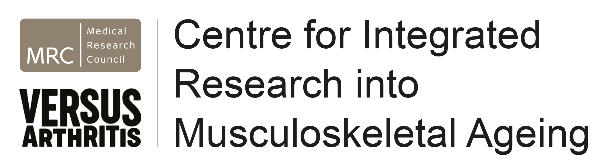 MRC
Medical
Research
Council
VERSUS
ARTHRITIS
Centre for Integrated
Research into
Musculoskeletal Ageing